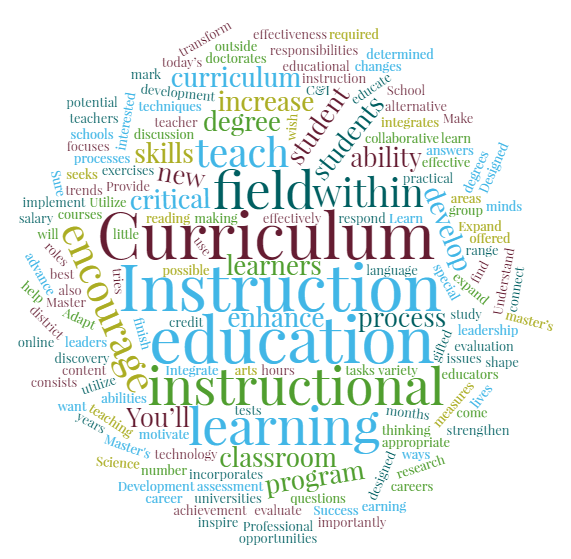 transform
effectiveness
required
outside
responsibilities
today's
doctorates
determined
mark
curriculum
educational
changes
instruction
potential
development
C&I
educate
School
teachers
techniques
increase
student
students
alternative
interested
teacher
degree
wish
integrates
Make
schools
discussion
collaborative
learn
focuses
skills
teach
ability
answers
processes
exercises
effective
degrees
Designed
seeks
new
field
within
practical
Sure
trends
Provide
critical
develop
areas
minds
implement
Utilize
group
salary
courses
reading
making
effectively
respond
Learn
Expand
will
little
Curriculum
offered
roles
encourage
use
range
best
tries
possible
learners
language
special
find
Understand
advance
also
Instruction
expand
connect
help
Master
Adapt
finish
credit
enhance
process
study
master's
district
online
leaders
education
gifted
leadership
evaluation
discovery
issues
shape
content
Integrate
arts
hours
tasks
variety
educators
consists
utilize
instructional
measures
lives
abilities
want
teaching
You'll
learning
tests
months
come
years
motivate
thinking
strengthen
Master's
appropriate
Science
technology
classroom
ways
number
incorporates
program
designed
research
Development
assessment
careers
career
universities
questions
achievement
evaluate
Success
earning
inspire
Professional
importantly
opportunities